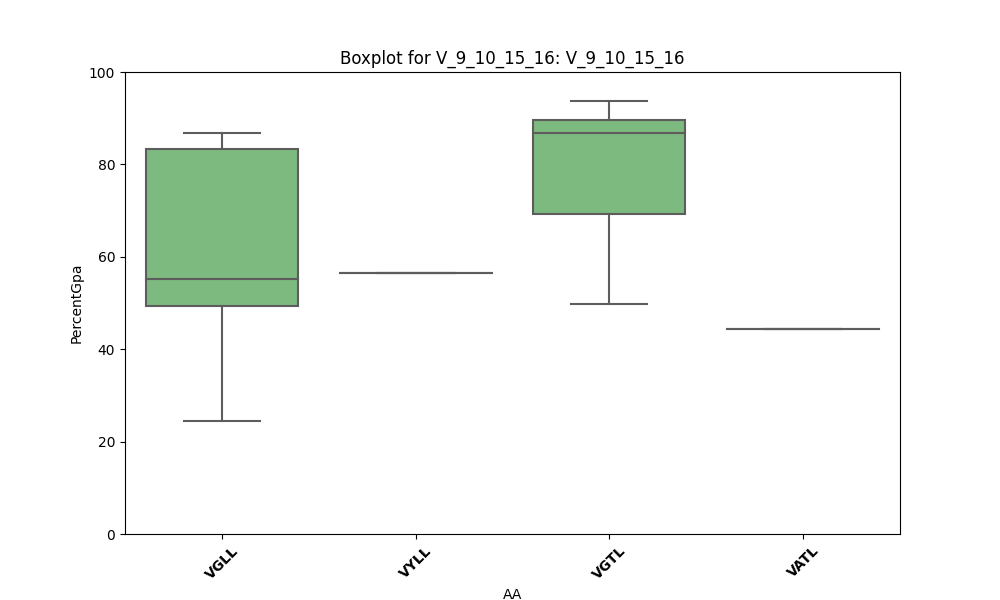 Boxplot for V_9_10_15_16: V_9_10_15_16
100
80
60
40
20
0
PercentGpa
VGLL
VYLL
VGTL
VATL
AA